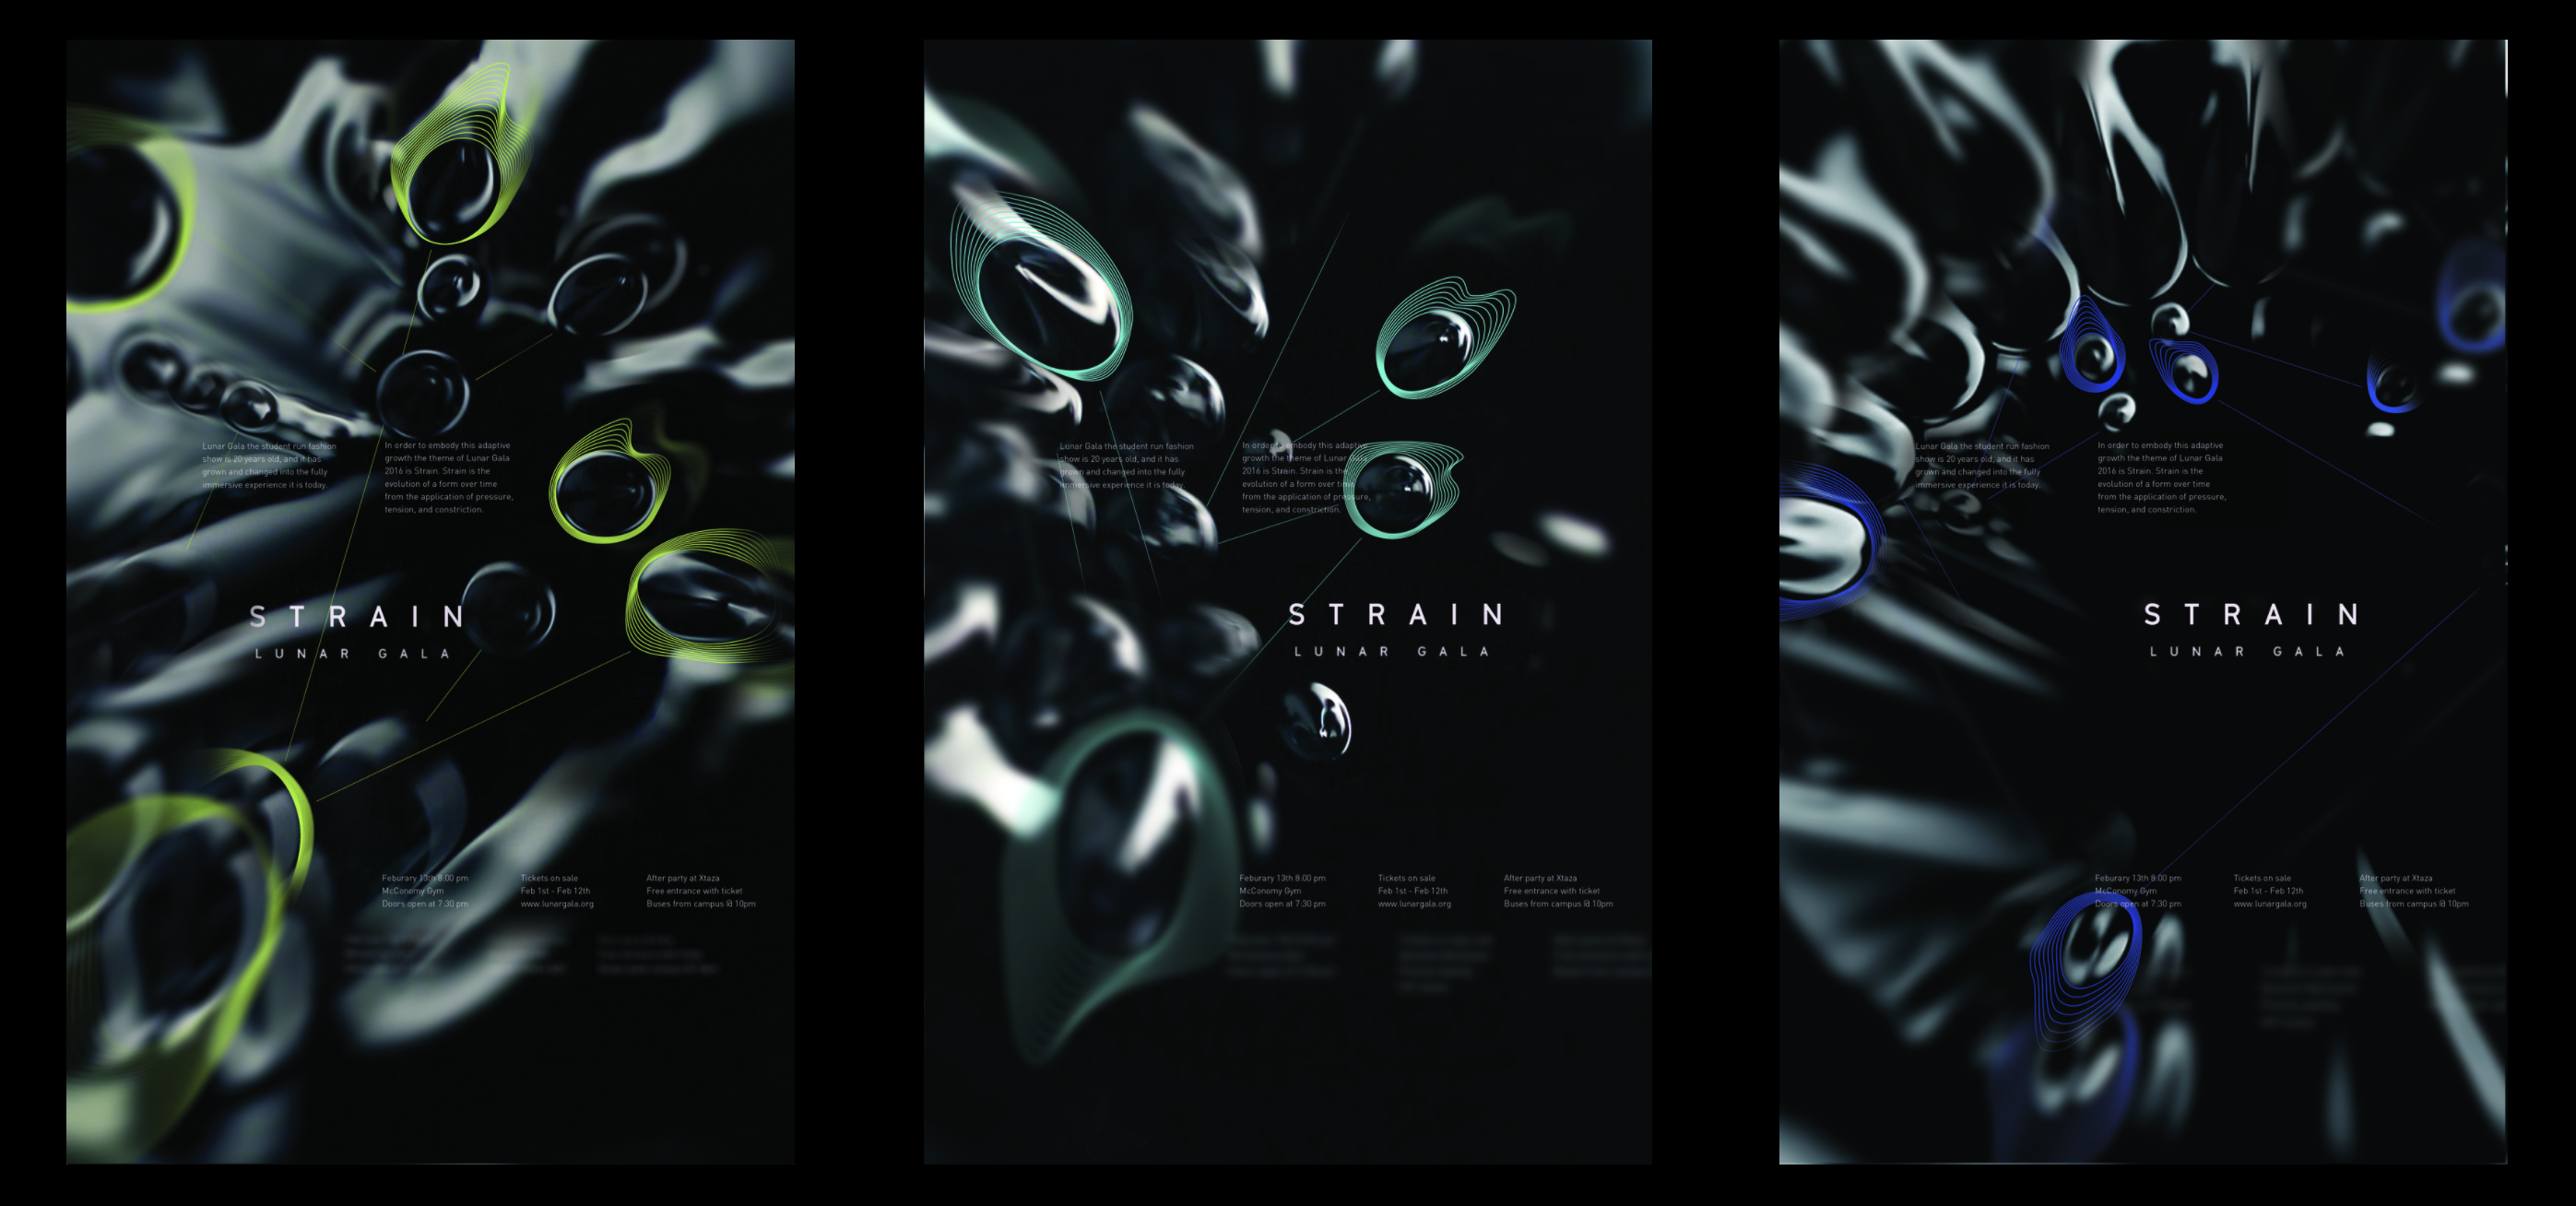 Lunar Gala the student run fashion
show is 20 years old, and it has
grown and changed into the fully
immersive experience it is today.
In order to embody this adaptive
growth the theme of Lunar Gala
2016 is Strain. Strain is the
evolution of a form over time
from the application of pressure,
tension, and constriction.
STRAIN
LUNAR GALA
Feburary 13th 8:00 pm
McConomy Gym
Doors open at 7:30 pm
Tickets on sale
Feb 1st - Feb 12th
www.lunargala.org
After party at Xtaza
Free entrance with ticket
Buses from campus @ 10pm
Lunar Gala the student run fashion
show is 20 years old, and it has
grown and changed into the fully
immersive experience it is today.
In order to embody this adaptive
growth the theme of Lunar Gala
2016 is Strain. Strain is the
evolution of a form over time
from the application of pressure,
tension, and constriction.
STRAIN
LUNAR GALA
Feburary 13th 8:00 pm
McConomy Gym
Doors open at 7:30 pm
Tickets on sale
Feb 1st - Feb 12th
www.lunargala.org
After party at Xtaza
Free entrance with ticket
Buses from campus @ 10pm
Lunar Gala the student run fashion
show is 20 years old, and it has
grown and changed into the fully
immersive experience it is today.
In order to embody this adaptive
growth the theme of Lunar Gala
2016 is Strain. Strain is the
evolution of a form over time
from the application of pressure,
tension, and constriction.
STRAIN
LUNAR GALA
Feburary 13th 8:00 pm
McConomy Gym
Doors open at 7:30 pm
Tickets on sale
Feb 1st - Feb 12th
www.lunargala.org
After party at Xtaza
Free entrance with ticket
Buses from campus @ 10pm